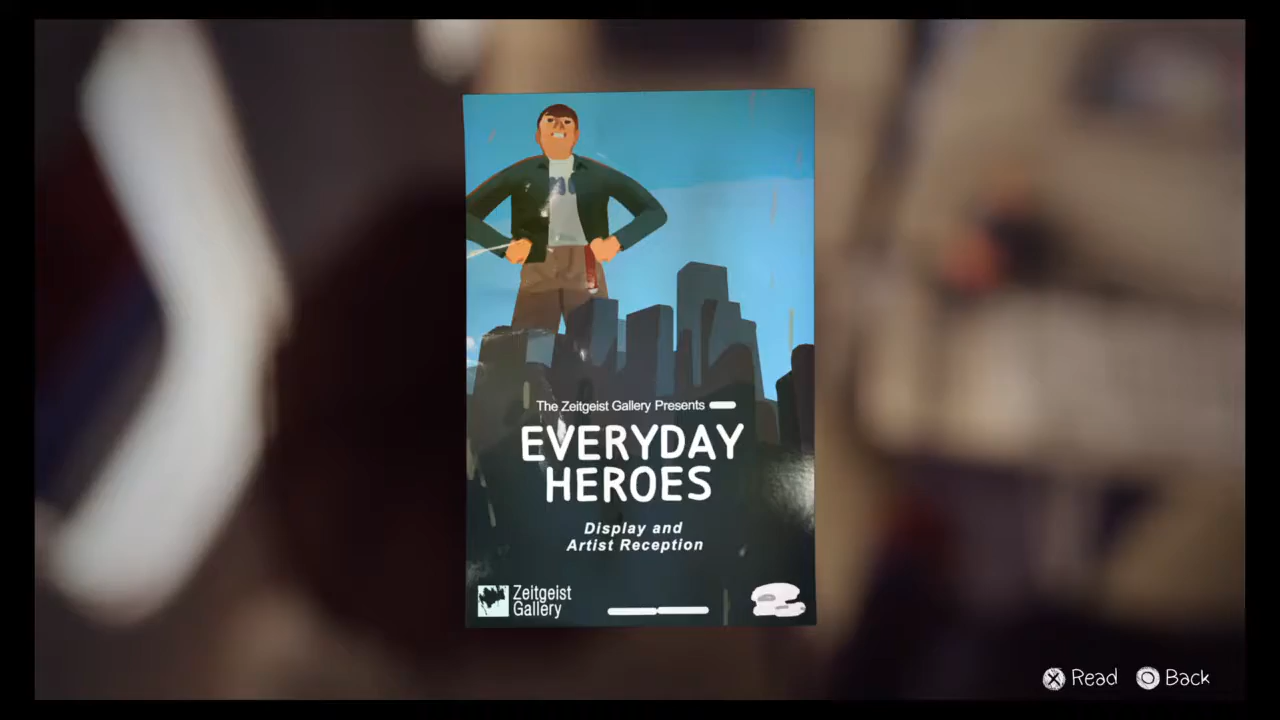 The Zeitgeist Gallery Presents
EVERYDAY
HEROES
Display and
Artist Reception
Zeitgeist
Gallery
Read
Back